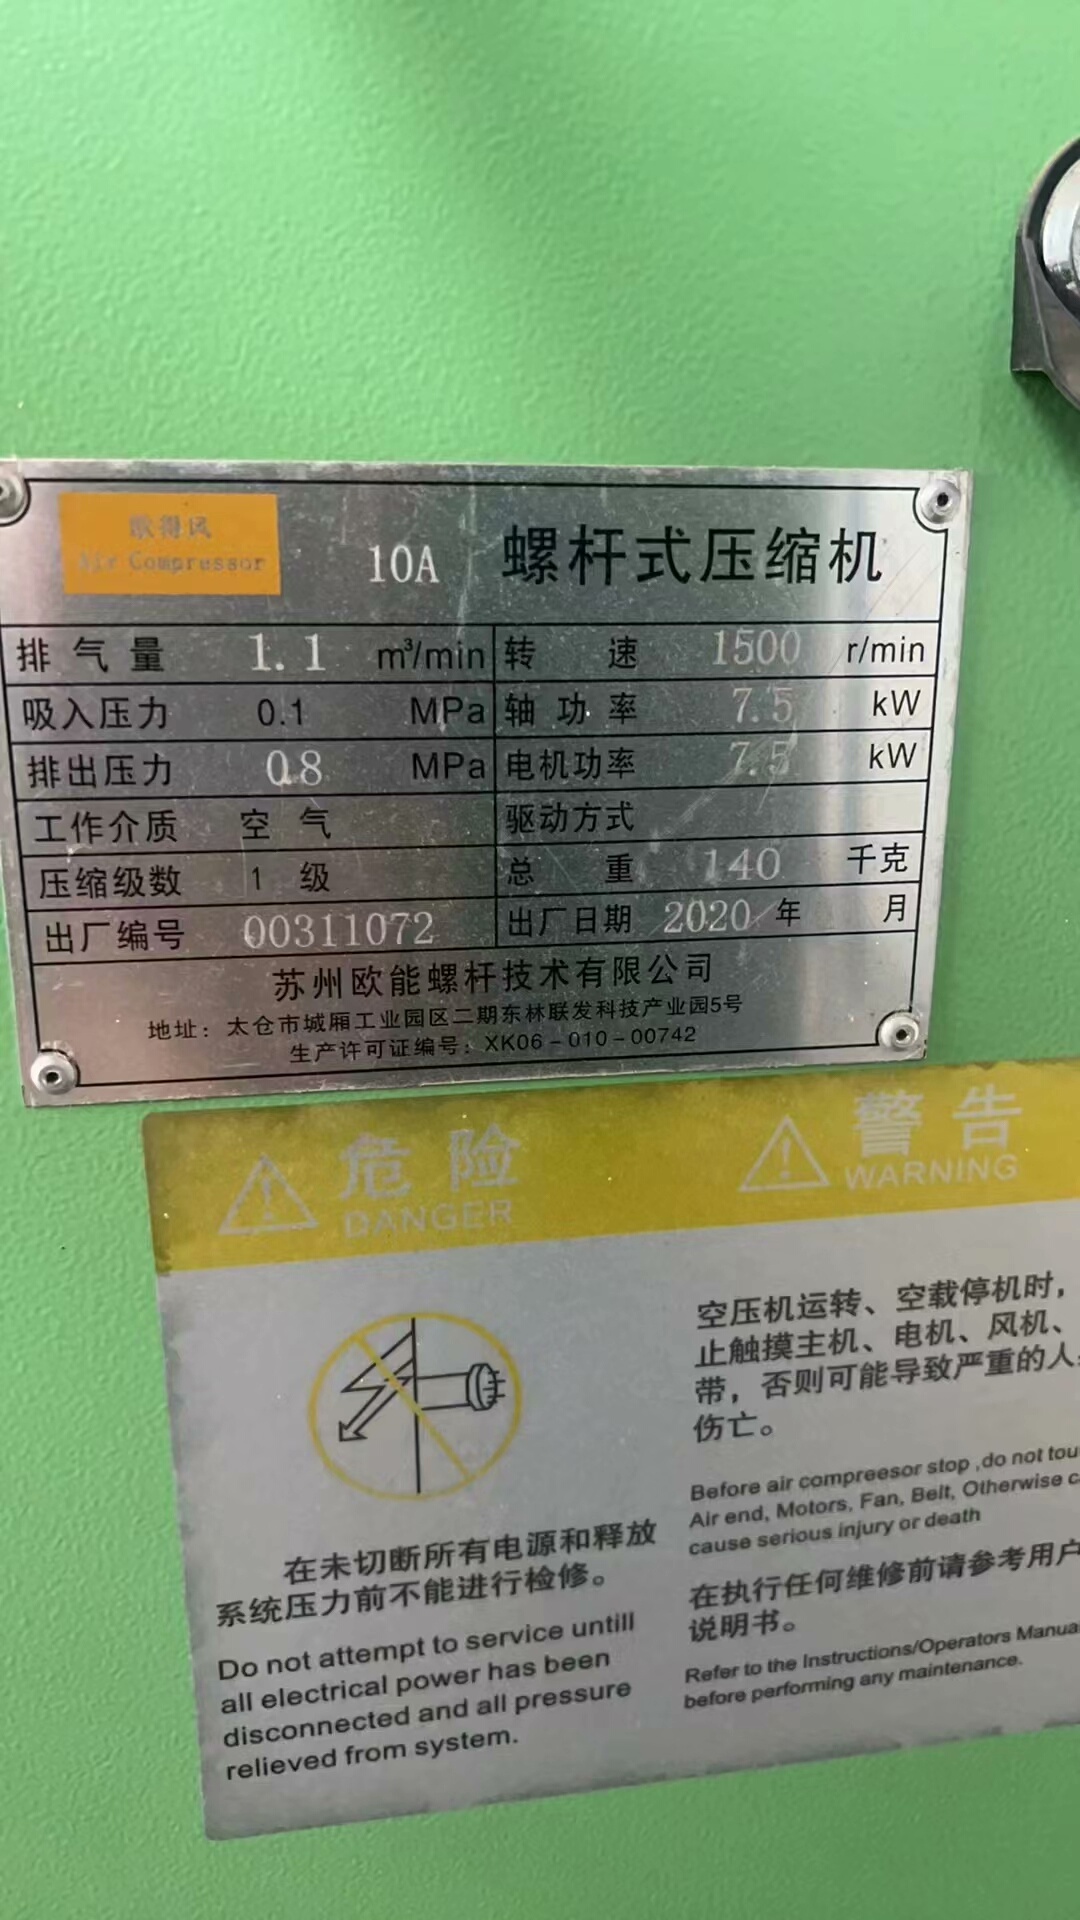 欧得风
Air Compressor
10A 螺杆式压缩机
排气量 1.1 m³/min 转速 1500 r/min
吸入压力 0.1 MPa 轴功率 7.5 kW
排出压力 0.8 MPa 电机功率 7.5 kW
工作介质 空气 驱动方式
压缩级数 1 级 总重 140 千克
出厂编号 00311072 出厂日期 2020 年 月
苏州欧能螺杆技术有限公司
地址：太仓市城厢工业园区二期东林联发科技产业园5号
生产许可证编号：XK06-010-00742
危险
DANGER
在未切断所有电源和释放
系统压力前不能进行检修。
Do not attempt to service untill
all electrical power has been
disconnected and all pressure
relieved from system.
警告
WARNING
空压机运转、空载停机时，
止触摸主机、电机、风机、
带，否则可能导致严重的人
伤亡。
Before air compreesor stop ,do not tou
Air end, Motors, Fan, Belt, Otherwise c
cause serious injury or death
在执行任何维修前请参考用户
说明书。
Refer to the Instructions/Operators Manua
before performing any maintenance.